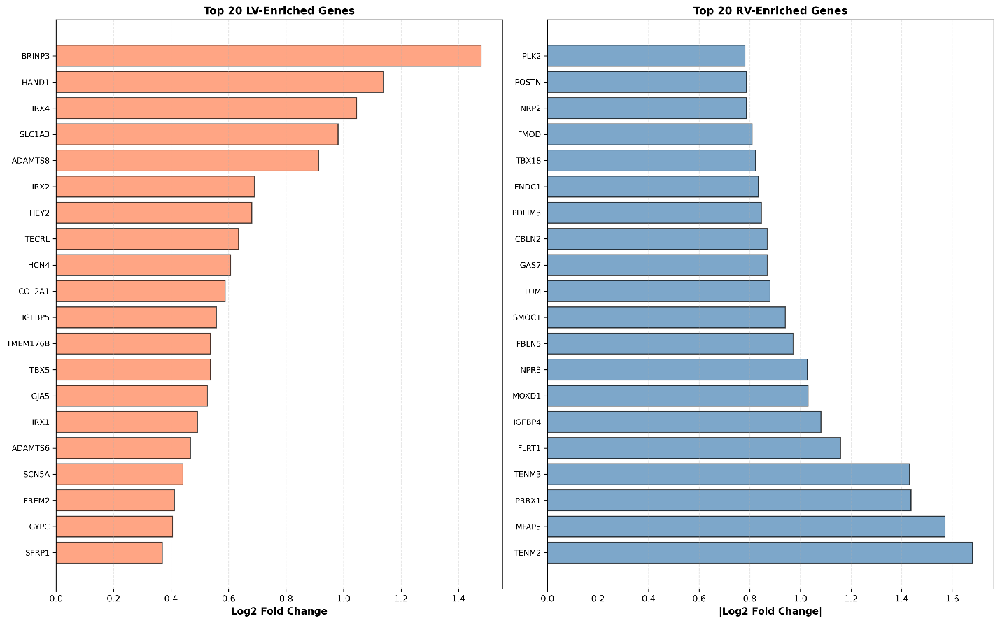 Top 20 LV-Enriched Genes
BRINP3
HAND1
IRX4
SLC1A3
ADAMTS8
IRX2
HEY2
TECRL
HCN4
COL2A1
IGFBP5
TMEM176B
TBX5
GJA5
IRX1
ADAMTS6
SCN5A
FREM2
GYPC
SFRP1
0.0 0.2 0.4 0.6 0.8 1.0 1.2 1.4
Log2 Fold Change
Top 20 RV-Enriched Genes
PLK2
POSTN
NRP2
FMOD
TBX18
FNDC1
PDLIM3
CBLN2
GAS7
LUM
SMOC1
FBLN5
NPR3
MOXD1
IGFBP4
FLRT1
TENM3
PRRX1
MFAP5
TENM2
0.0 0.2 0.4 0.6 0.8 1.0 1.2 1.4 1.6
|Log2 Fold Change|